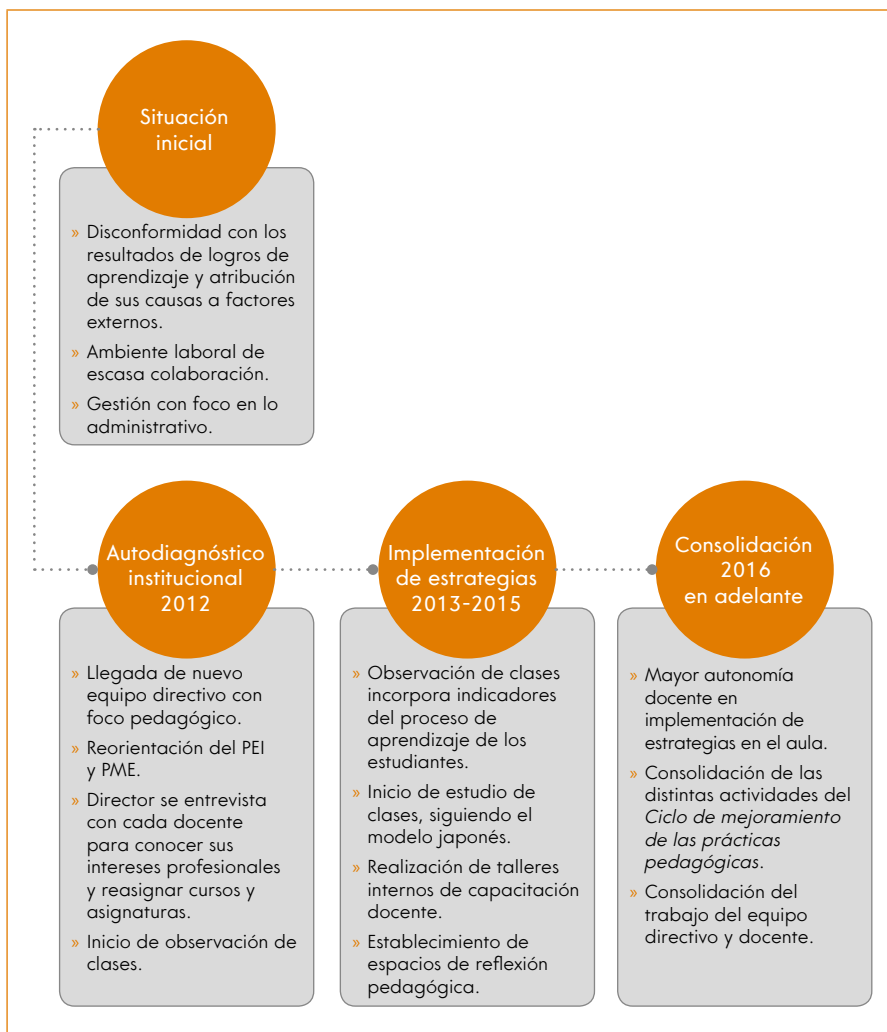 Situación
inicial
» Disconformidad con los
resultados de logros de
aprendizaje y atribución
de sus causas a factores
externos.
» Ambiente laboral de
escasa colaboración.
» Gestión con foco en lo
administrativo.
Autodiagnóstico
institucional
2012
» Llegada de nuevo
equipo directivo con
foco pedagógico.
» Reorientación del PEI
y PME.
» Director se entrevista
con cada docente
para conocer sus
intereses profesionales
y reasignar cursos y
asignaturas.
» Inicio de observación de
clases.
Implementación
de estrategias
2013-2015
» Observación de clases
incorpora indicadores
del proceso de
aprendizaje de los
estudiantes.
» Inicio de estudio de
clases, siguiendo el
modelo japonés.
» Realización de talleres
internos de capacitación
docente.
» Establecimiento de
espacios de reflexión
pedagógica.
Consolidación
2016
en adelante
» Mayor autonomía
docente en
implementación de
estrategias en el aula.
» Consolidación de las
distintas actividades del
Ciclo de mejoramiento
de las prácticas
pedagógicas.
» Consolidación del
trabajo del equipo
directivo y docente.